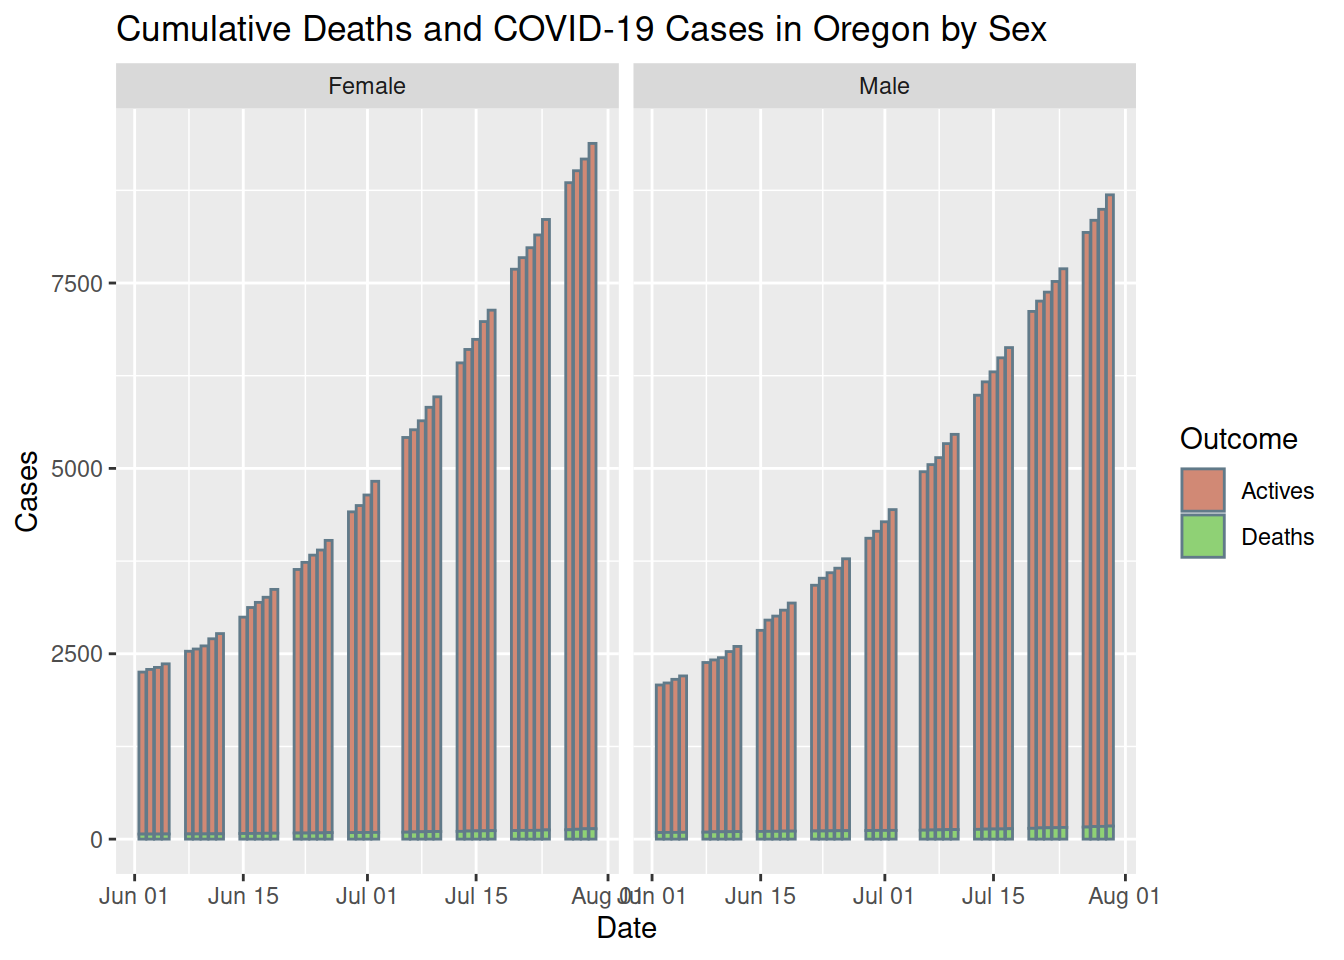 Cumulative Deaths and COVID-19 Cases in Oregon by Sex
Female
Male
7500
5000
2500
0
Cases
Jun 01
Jun 15
Jul 01
Jul 15
Aug 01
Jun 01
Jun 15
Jul 01
Jul 15
Aug 01
Date
Outcome
Actives
Deaths